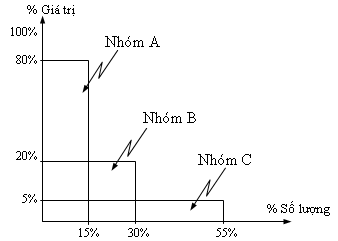 % Giá trị
100%
80%
Nhóm A
Nhóm B
20%
Nhóm C
5%
% Số lượng
15%
30%
55%